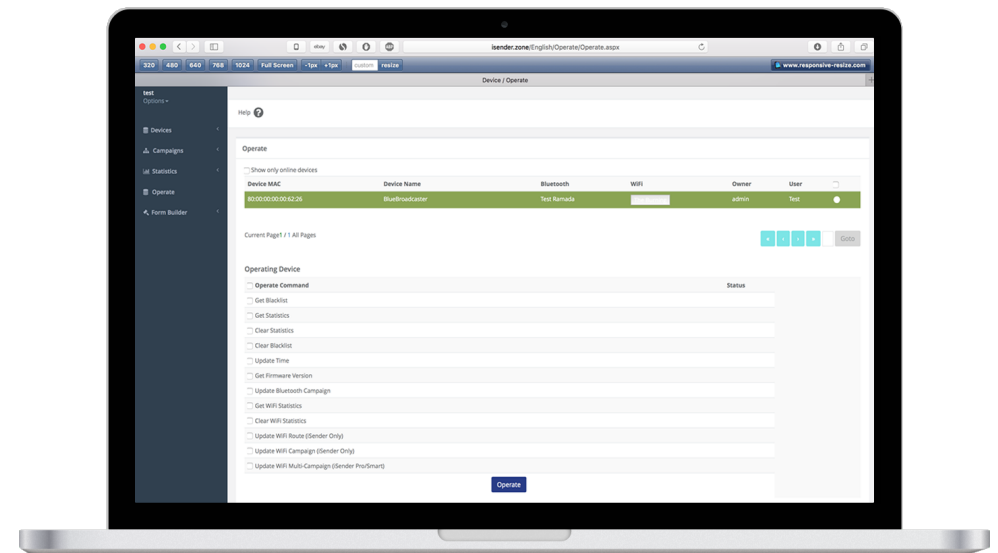 isender.zone/English/Operate/Operate.aspx
320 480 640 768 1024 Full Screen -1px +1px custom resize www.responsive-resize.com
Device / Operate
test
Options
Devices
Campaigns
Statistics
Operate
Form Builder
Help ?
Operate
Show only online devices
Device MAC Device Name Bluetooth WiFi Owner User
80:00:00:00:00:62:26 BlueBroadcaster Test Ramada admin Test
Current Page1 / 1 All Pages
Goto
Operating Device
Operate Command Status
Get Blacklist
Get Statistics
Clear Statistics
Clear Blacklist
Update Time
Get Firmware Version
Update Bluetooth Campaign
Get WiFi Statistics
Clear WiFi Statistics
Update WiFi Route (iSender Only)
Update WiFi Campaign (iSender Only)
Update WiFi Multi-Campaign (iSender Pro/Smart)
Operate